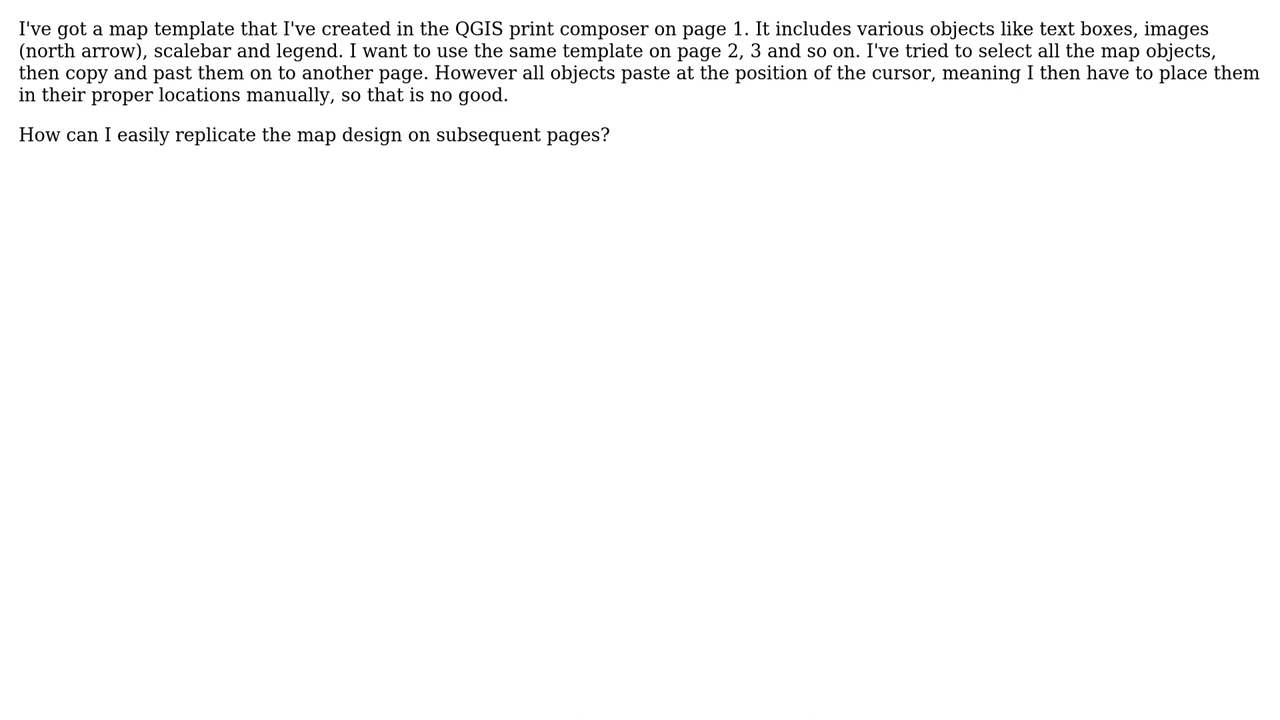 I've got a map template that I've created in the QGIS print composer on page 1. It includes various objects like text boxes, images
(north arrow), scalebar and legend. I want to use the same template on page 2, 3 and so on. I've tried to select all the map objects,
then copy and past them on to another page. However all objects paste at the position of the cursor, meaning I then have to place them
in their proper locations manually, so that is no good.
How can I easily replicate the map design on subsequent pages?